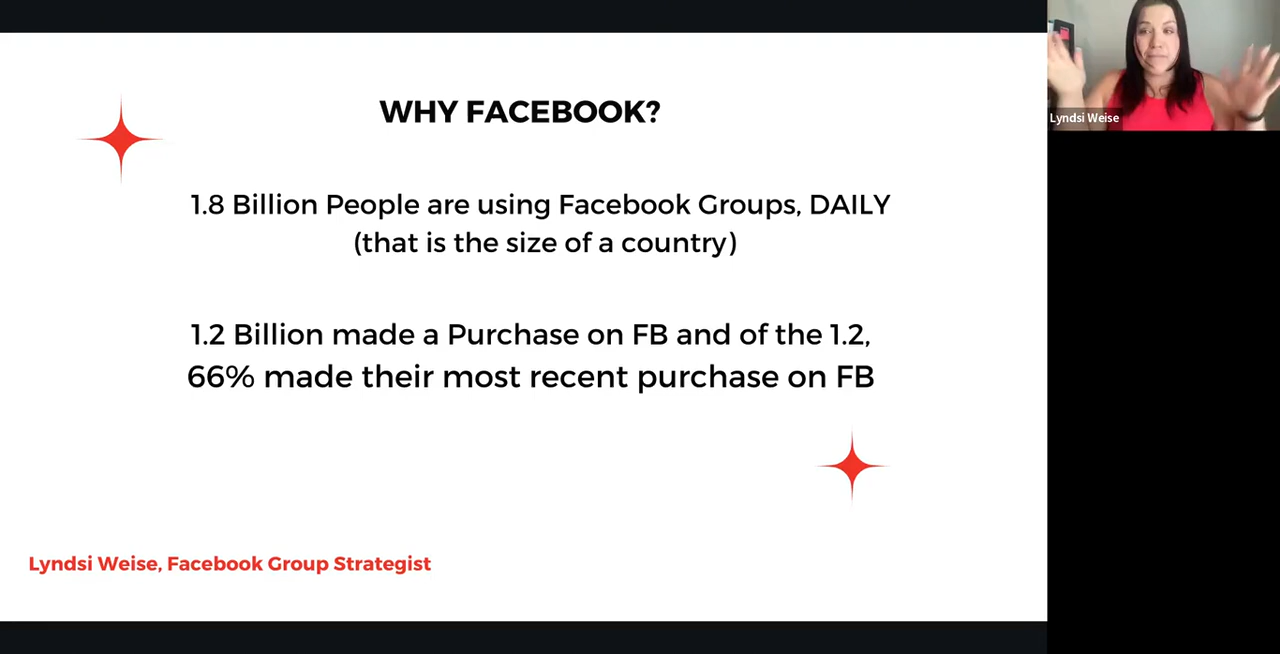 WHY FACEBOOK?
1.8 Billion People are using Facebook Groups, DAILY
(that is the size of a country)
1.2 Billion made a Purchase on FB and of the 1.2,
66% made their most recent purchase on FB
Lyndsi Weise, Facebook Group Strategist
Lyndsi Weise